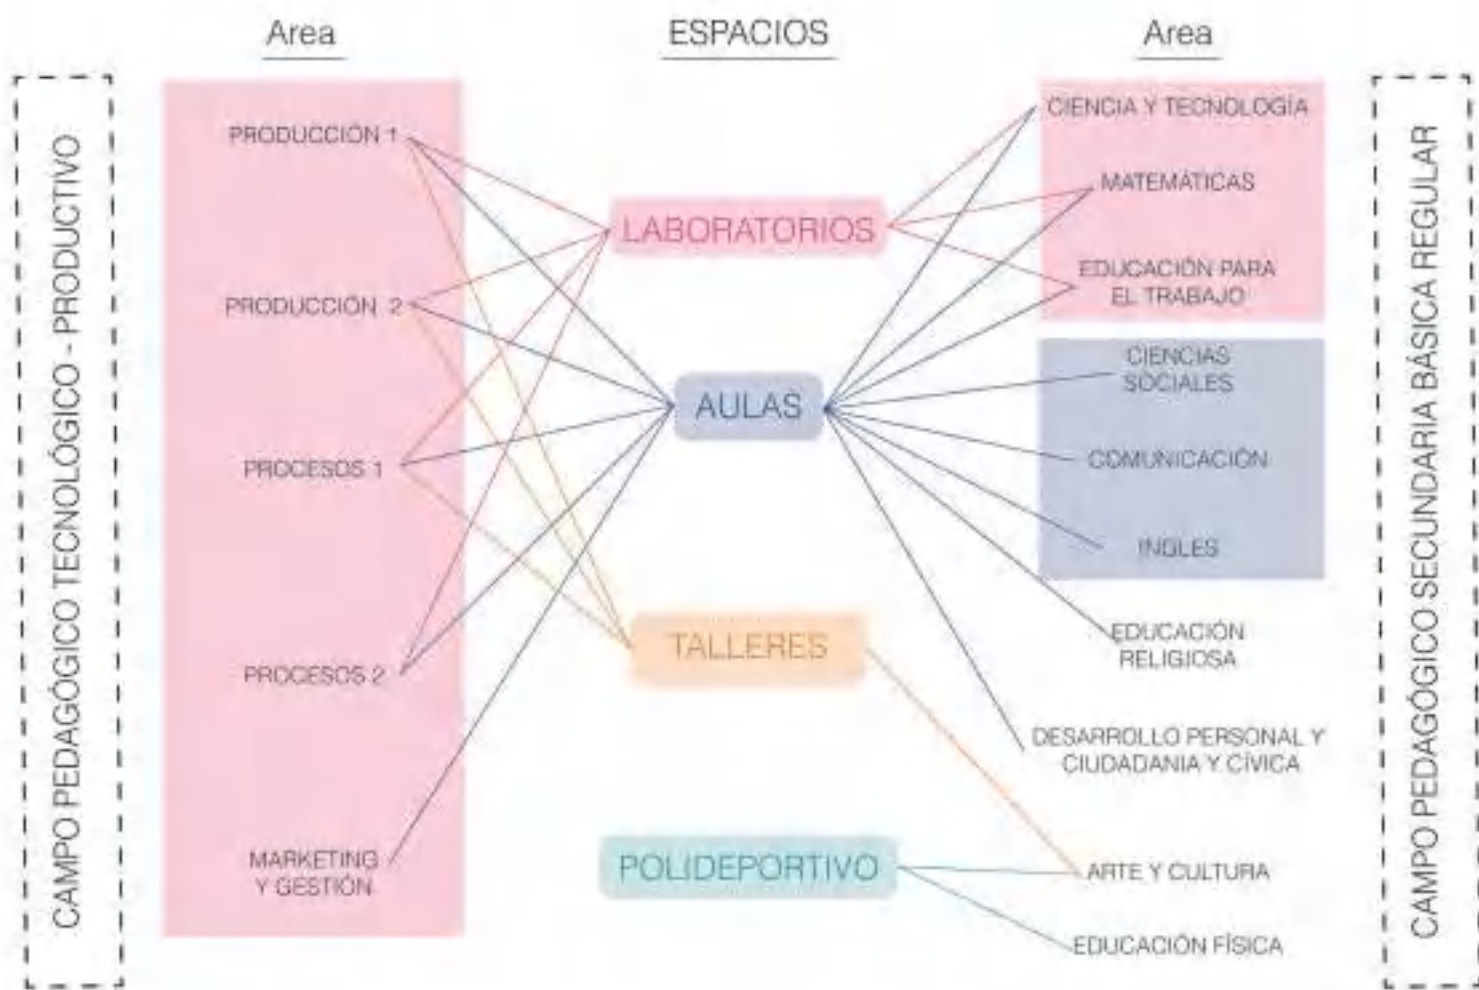 Area
ESPACIOS
Area
CAMPO PEDAGÓGICO TECNOLÓGICO - PRODUCTIVO
PRODUCCIÓN 1
PRODUCCIÓN 2
PROCESOS 1
PROCESOS 2
MARKETING
Y GESTIÓN
LABORATORIOS
AULAS
TALLERES
POLIDEPORTIVO
CIENCIA Y TECNOLOGÍA
MATEMÁTICAS
EDUCACIÓN PARA
EL TRABAJO
CIENCIAS
SOCIALES
COMUNICACIÓN
INGLES
EDUCACIÓN
RELIGIOSA
DESARROLLO PERSONAL Y
CIUDADANIA Y CÍVICA
ARTE Y CULTURA
EDUCACIÓN FÍSICA
CAMPO PEDAGÓGICO SECUNDARIA BÁSICA REGULAR